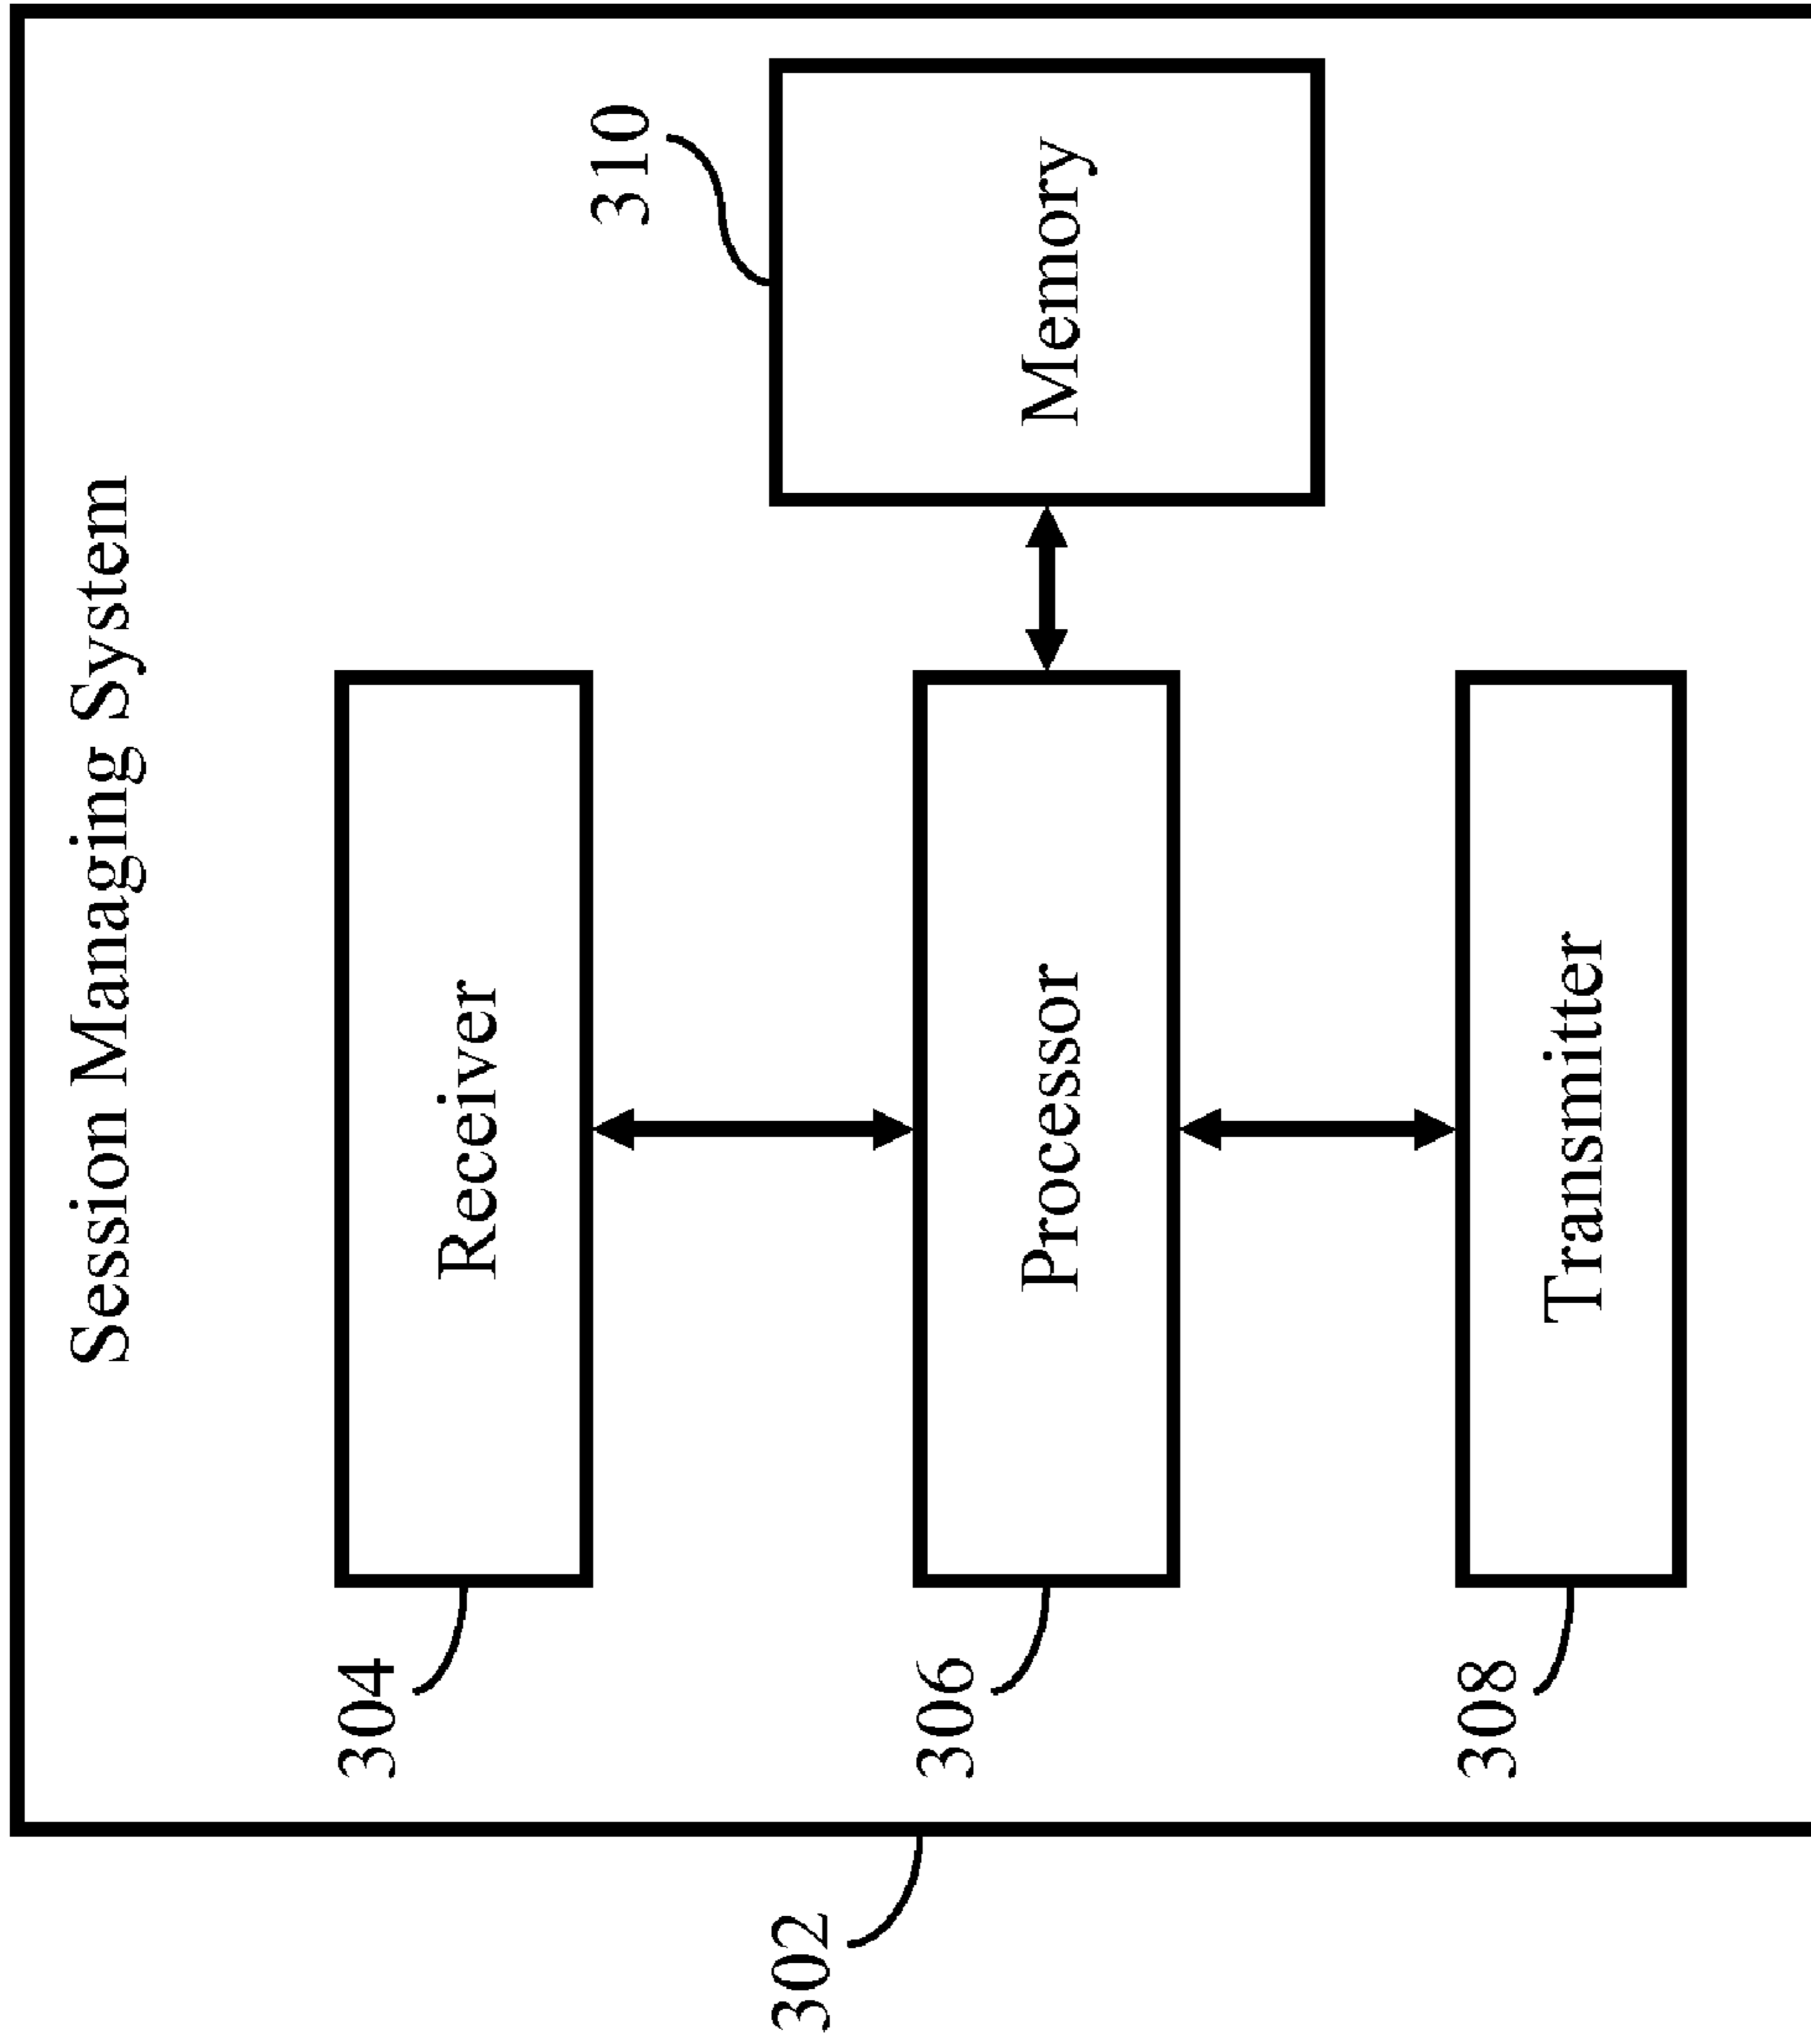 Session Managing System
304
Receiver
310
302
306
Processor
Memory
308
Transmitter